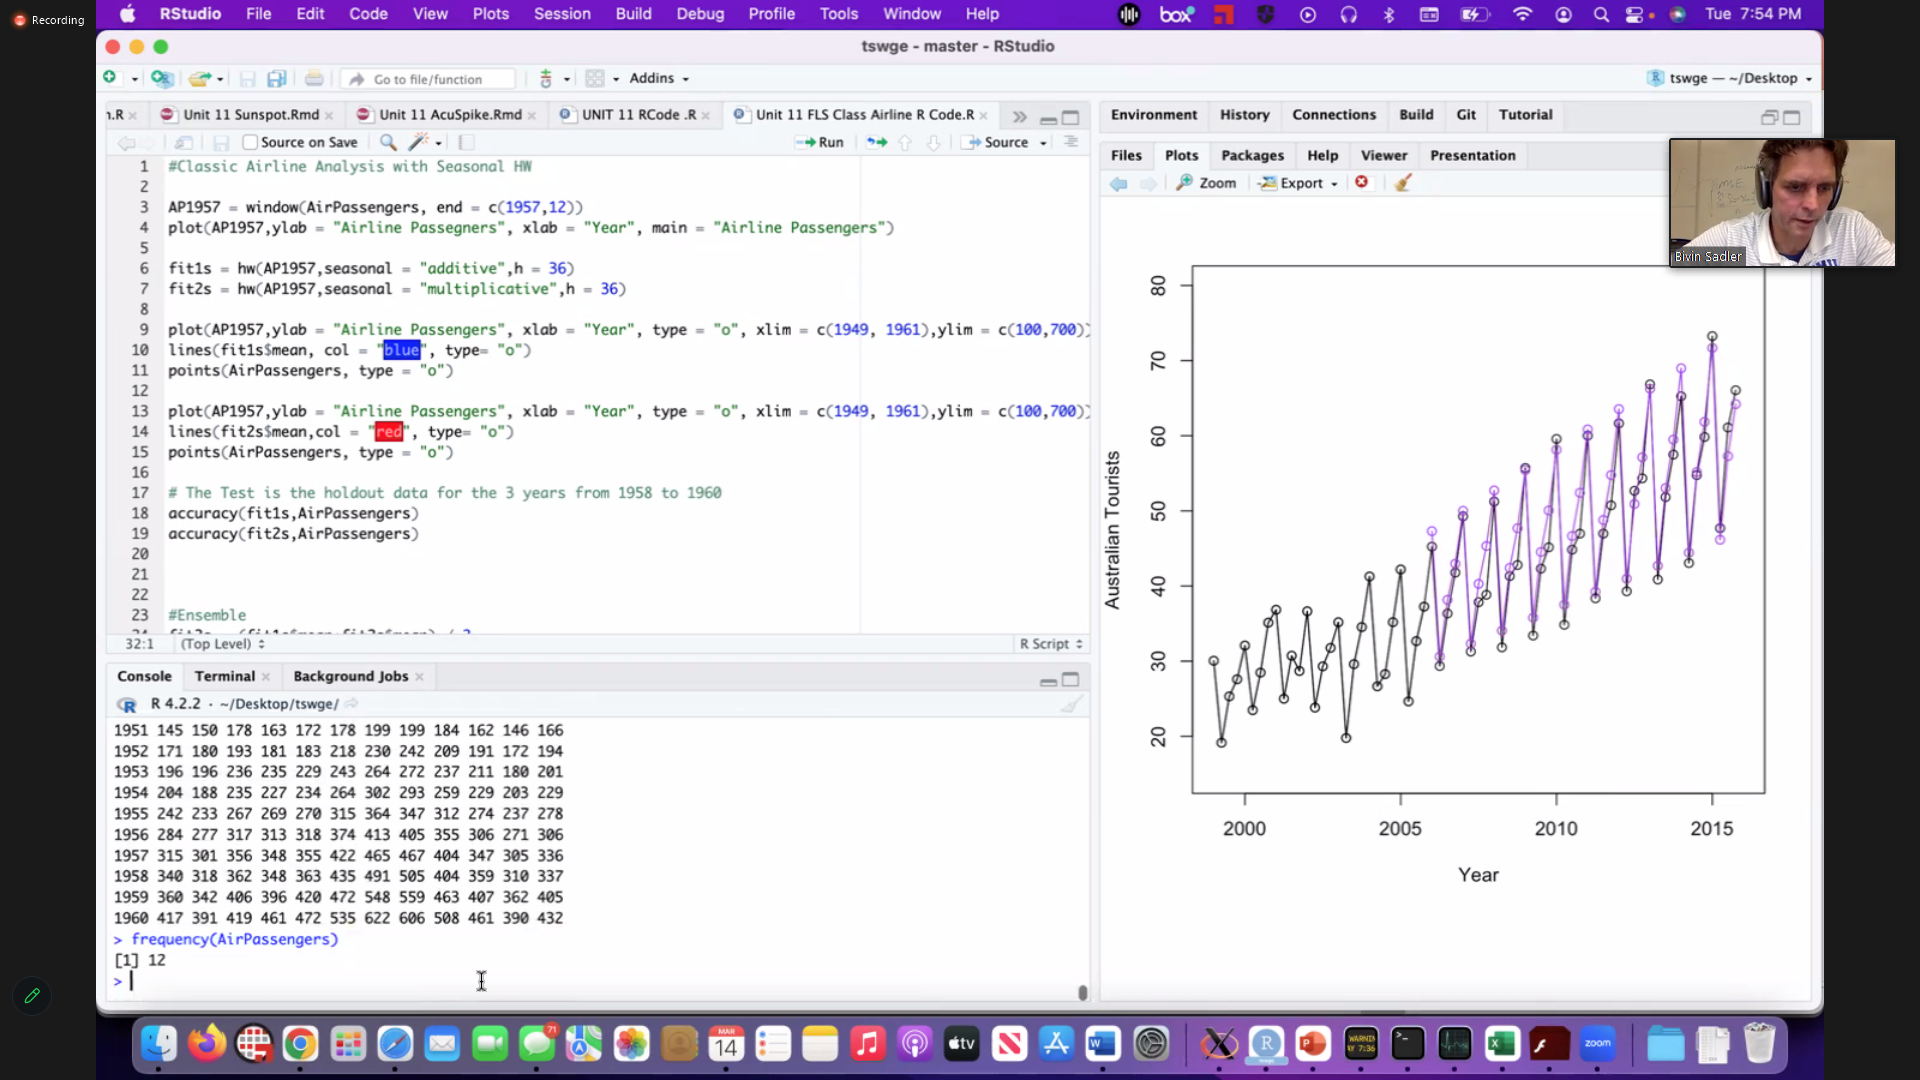 Recording
RStudio File Edit Code View Plots Session Build Debug Profile Tools Window Help
box
Tue 7:54 PM
tswge - master - RStudio
Go to file/function
Addins
tswge — ~/Desktop
n.R
Unit 11 Sunspot.Rmd
Unit 11 AcuSpike.Rmd
UNIT 11 RCode .R
Unit 11 FLS Class Airline R Code.R
Source on Save
Run
Source
1 #Classic Airline Analysis with Seasonal HW
2
3 AP1957 = window(AirPassengers, end = c(1957,12))
4 plot(AP1957,ylab = "Airline Passegners", xlab = "Year", main = "Airline Passengers")
5
6 fit1s = hw(AP1957,seasonal = "additive",h = 36)
7 fit2s = hw(AP1957,seasonal = "multiplicative",h = 36)
8
9 plot(AP1957,ylab = "Airline Passengers", xlab = "Year", type = "o", xlim = c(1949, 1961),ylim = c(100,700))
10 lines(fit1s$mean, col = "blue", type= "o")
11 points(AirPassengers, type = "o")
12
13 plot(AP1957,ylab = "Airline Passengers", xlab = "Year", type = "o", xlim = c(1949, 1961),ylim = c(100,700))
14 lines(fit2s$mean,col = "red", type= "o")
15 points(AirPassengers, type = "o")
16
17 # The Test is the holdout data for the 3 years from 1958 to 1960
18 accuracy(fit1s,AirPassengers)
19 accuracy(fit2s,AirPassengers)
20
21
22
23 #Ensemble
32:1 (Top Level) R Script
Console Terminal Background Jobs
R 4.2.2 · ~/Desktop/tswge/
1951 145 150 178 163 172 178 199 199 184 162 146 166
1952 171 180 193 181 183 218 230 242 209 191 172 194
1953 196 196 236 235 229 243 264 272 237 211 180 201
1954 204 188 235 227 234 264 302 293 259 229 203 229
1955 242 233 267 269 270 315 364 347 312 274 237 278
1956 284 277 317 313 318 374 413 405 355 306 271 306
1957 315 301 356 348 355 422 465 467 404 347 305 336
1958 340 318 362 348 363 435 491 505 404 359 310 337
1959 360 342 406 396 420 472 548 559 463 407 362 405
1960 417 391 419 461 472 535 622 606 508 461 390 432
> frequency(AirPassengers)
[1] 12
>
Environment History Connections Build Git Tutorial
Files Plots Packages Help Viewer Presentation
Zoom Export
Bivin Sadler
80
70
60
50
40
30
20
Australian Tourists
2000 2005 2010 2015
Year
71
MAR
14
tv
zoom